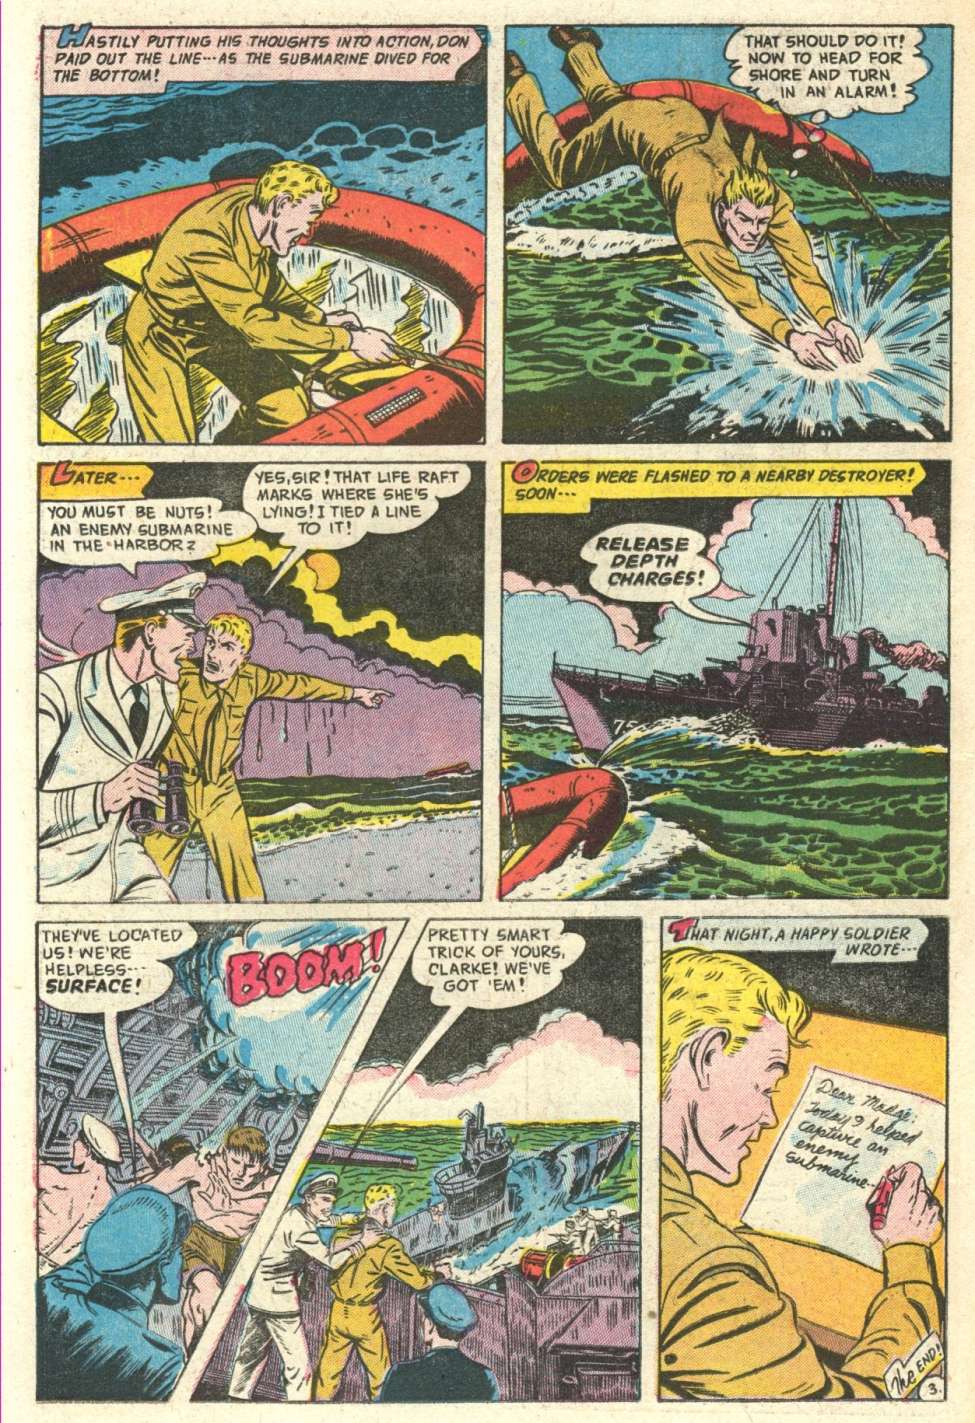 HASTILY PUTTING HIS THOUGHTS INTO ACTION, DON
PAID OUT THE LINE--- AS THE SUBMARINE DIVED FOR
THE BOTTOM!
THAT SHOULD DO IT!
NOW TO HEAD FOR
SHORE AND TURN
IN AN ALARM!
LATER---
YOU MUST BE NUTS!
AN ENEMY SUBMARINE
IN THE HARBOR?
YES, SIR! THAT LIFE RAFT
MARKS WHERE SHE'S
LYING! I TIED A LINE
TO IT!
ORDERS WERE FLASHED TO A NEARBY DESTROYER!
SOON---
RELEASE
DEPTH
CHARGES!
THEY'VE LOCATED
US! WE'RE
HELPLESS---
SURFACE!
BOOM!
PRETTY SMART
TRICK OF YOURS,
CLARKE! WE'VE
GOT 'EM!
THAT NIGHT, A HAPPY SOLDIER
WROTE---
Dear Madge:
Today I helped
capture an
enemy
submarine--
The END!
3.